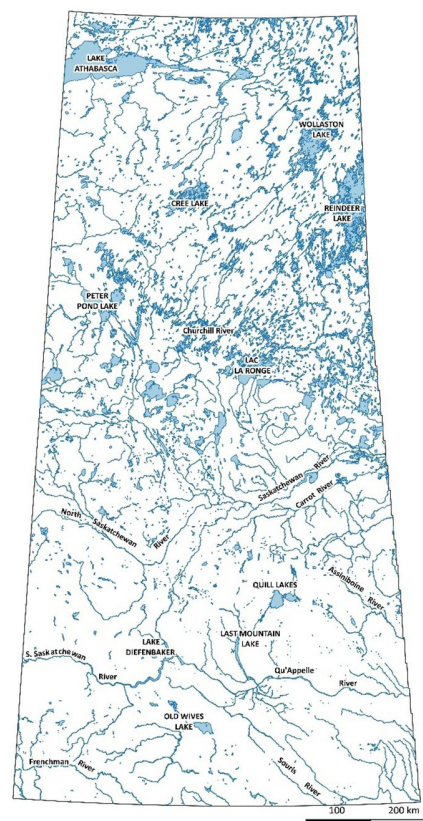 LAKE
ATHABASCA
WOLLASTON
LAKE
CREE LAKE
REINDEER
LAKE
PETER
POND LAKE
Churchill River
LAC
LA RONGE
Saskatchewan River
Carrot River
North Saskatchewan River
Assiniboine River
QUILL LAKES
LAST MOUNTAIN
LAKE
LAKE
DIEFENBAKER
S. Saskatchewan River
Qu'Appelle River
OLD WIVES
LAKE
Frenchman River
Souris River
100 200 km